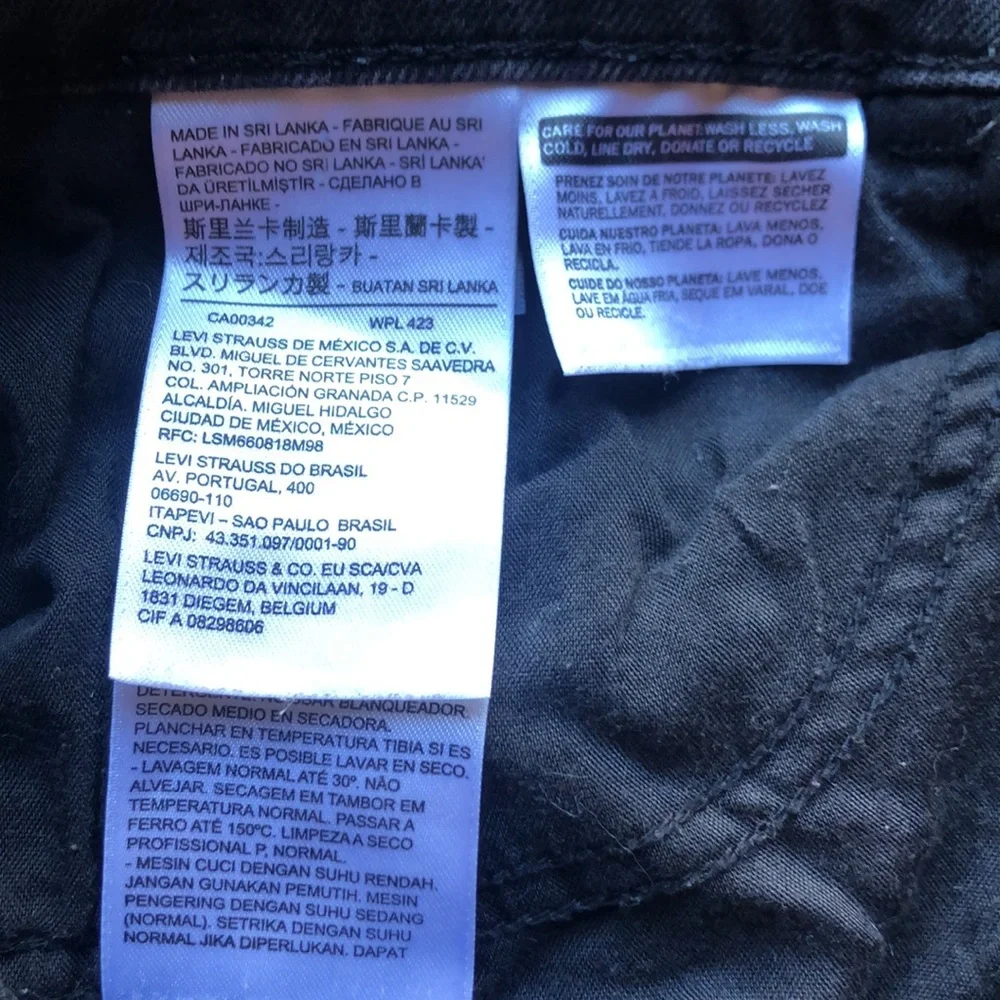 MADE IN SRI LANKA - FABRIQUE AU SRI
LANKA - FABRICADO EN SRI LANKA -
FABRICADO NO SRI LANKA - SRİ LANKA'
DA ÜRETİLMİŞTİR - СДЕЛАНО В
ШРИ-ЛАНКЕ -
斯里兰卡制造 - 斯里蘭卡製 -
제조국:스리랑카 -
スリランカ製 - BUATAN SRI LANKA
CA00342 WPL 423
LEVI STRAUSS DE MÉXICO S.A. DE C.V.
BLVD. MIGUEL DE CERVANTES SAAVEDRA
NO. 301, TORRE NORTE PISO 7
COL. AMPLIACIÓN GRANADA C.P. 11529
ALCALDÍA. MIGUEL HIDALGO
CIUDAD DE MÉXICO, MÉXICO
RFC: LSM660818M98
LEVI STRAUSS DO BRASIL
AV. PORTUGAL, 400
06690-110
ITAPEVI – SAO PAULO BRASIL
CNPJ: 43.351.097/0001-90
LEVI STRAUSS & CO. EU SCA/CVA
LEONARDO DA VINCILAAN, 19 - D
1831 DIEGEM, BELGIUM
CIF A 08298606
DETERGENTE. NO USAR BLANQUEADOR.
SECADO MEDIO EN SECADORA.
PLANCHAR EN TEMPERATURA TIBIA SI ES
NECESARIO. ES POSIBLE LAVAR EN SECO.
- LAVAGEM NORMAL ATÉ 30º. NÃO
ALVEJAR. SECAGEM EM TAMBOR EM
TEMPERATURA NORMAL. PASSAR A
FERRO ATÉ 150ºC. LIMPEZA A SECO
PROFISSIONAL P, NORMAL.
- MESIN CUCI DENGAN SUHU RENDAH.
JANGAN GUNAKAN PEMUTIH. MESIN
PENGERING DENGAN SUHU SEDANG
(NORMAL). SETRIKA DENGAN SUHU
NORMAL JIKA DIPERLUKAN. DAPAT
CARE FOR OUR PLANET: WASH LESS, WASH
COLD, LINE DRY, DONATE OR RECYCLE
PRENEZ SOIN DE NOTRE PLANETE: LAVEZ
MOINS, LAVEZ À FROID, LAISSEZ SECHER
NATURELLEMENT, DONNEZ OU RECYCLEZ
CUIDA NUESTRO PLANETA: LAVA MENOS,
LAVA EN FRIO, TIENDE LA ROPA, DONA O
RECICLA.
CUIDE DO NOSSO PLANETA: LAVE MENOS,
LAVE EM ÁGUA FRIA, SEQUE EM VARAL, DOE
OU RECICLE.